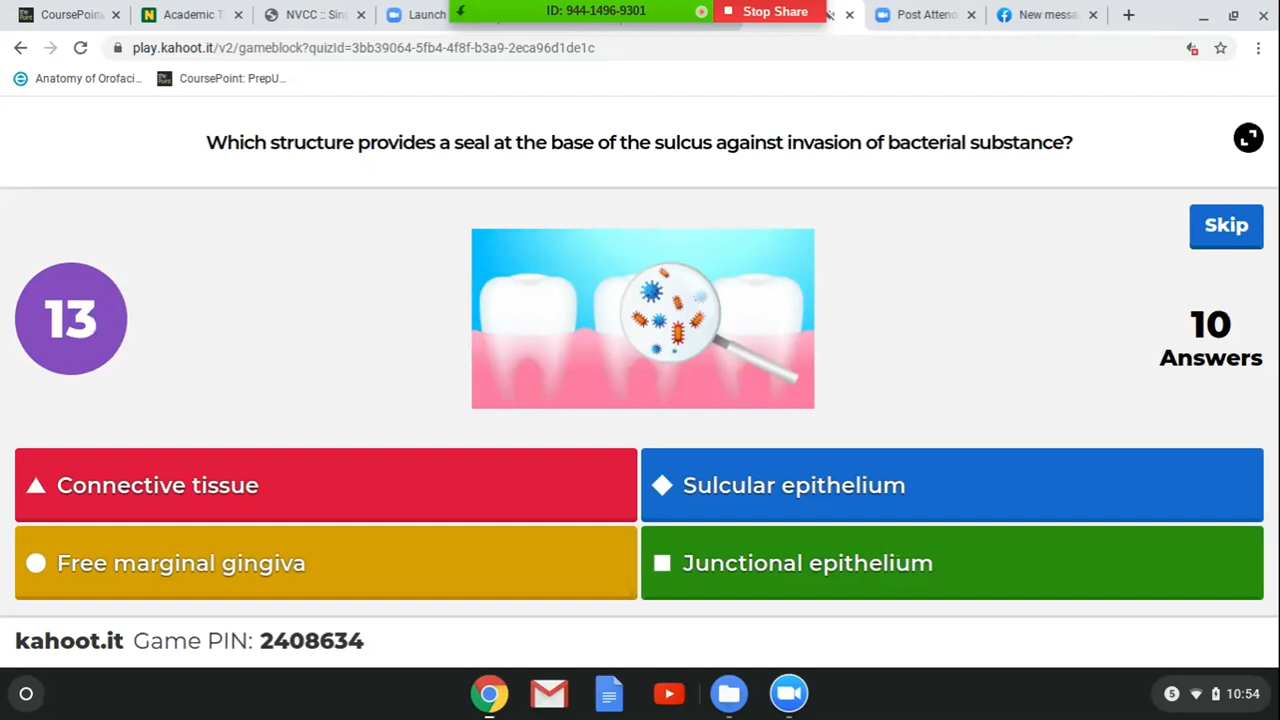 CoursePoin
Academic T
NVCC :: Sin
Launch
ID: 944-1496-9301
Stop Share
Post Atteno
New messa
play.kahoot.it/v2/gameblock?quizId=3bb39064-5fb4-4f8f-b3a9-2eca96d1de1c
Anatomy of Orofaci...
CoursePoint: PrepU...
Which structure provides a seal at the base of the sulcus against invasion of bacterial substance?
Skip
13
10
Answers
Connective tissue
Sulcular epithelium
Free marginal gingiva
Junctional epithelium
kahoot.it Game PIN: 2408634
5
10:54